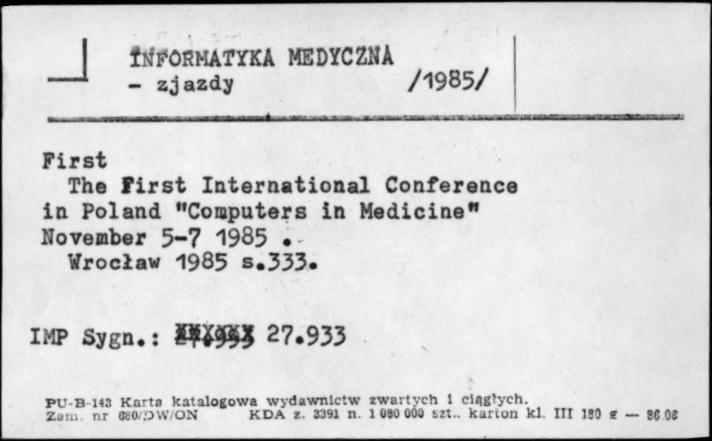 INFORMATYKA MEDYCZNA
- zjazdy /1985/
First
The First International Conference
in Poland "Computers in Medicine"
November 5-7 1985 .
Wrocław 1985 s.333.
IMP Sygn.: 27.933
PU-B-143 Karta katalogowa wydawnictw zwartych i ciągłych.
Zam. nr 680/DW/ON KDA z. 3391 n. 1 080 000 szt.. karton kl. III 180 g — 86.06